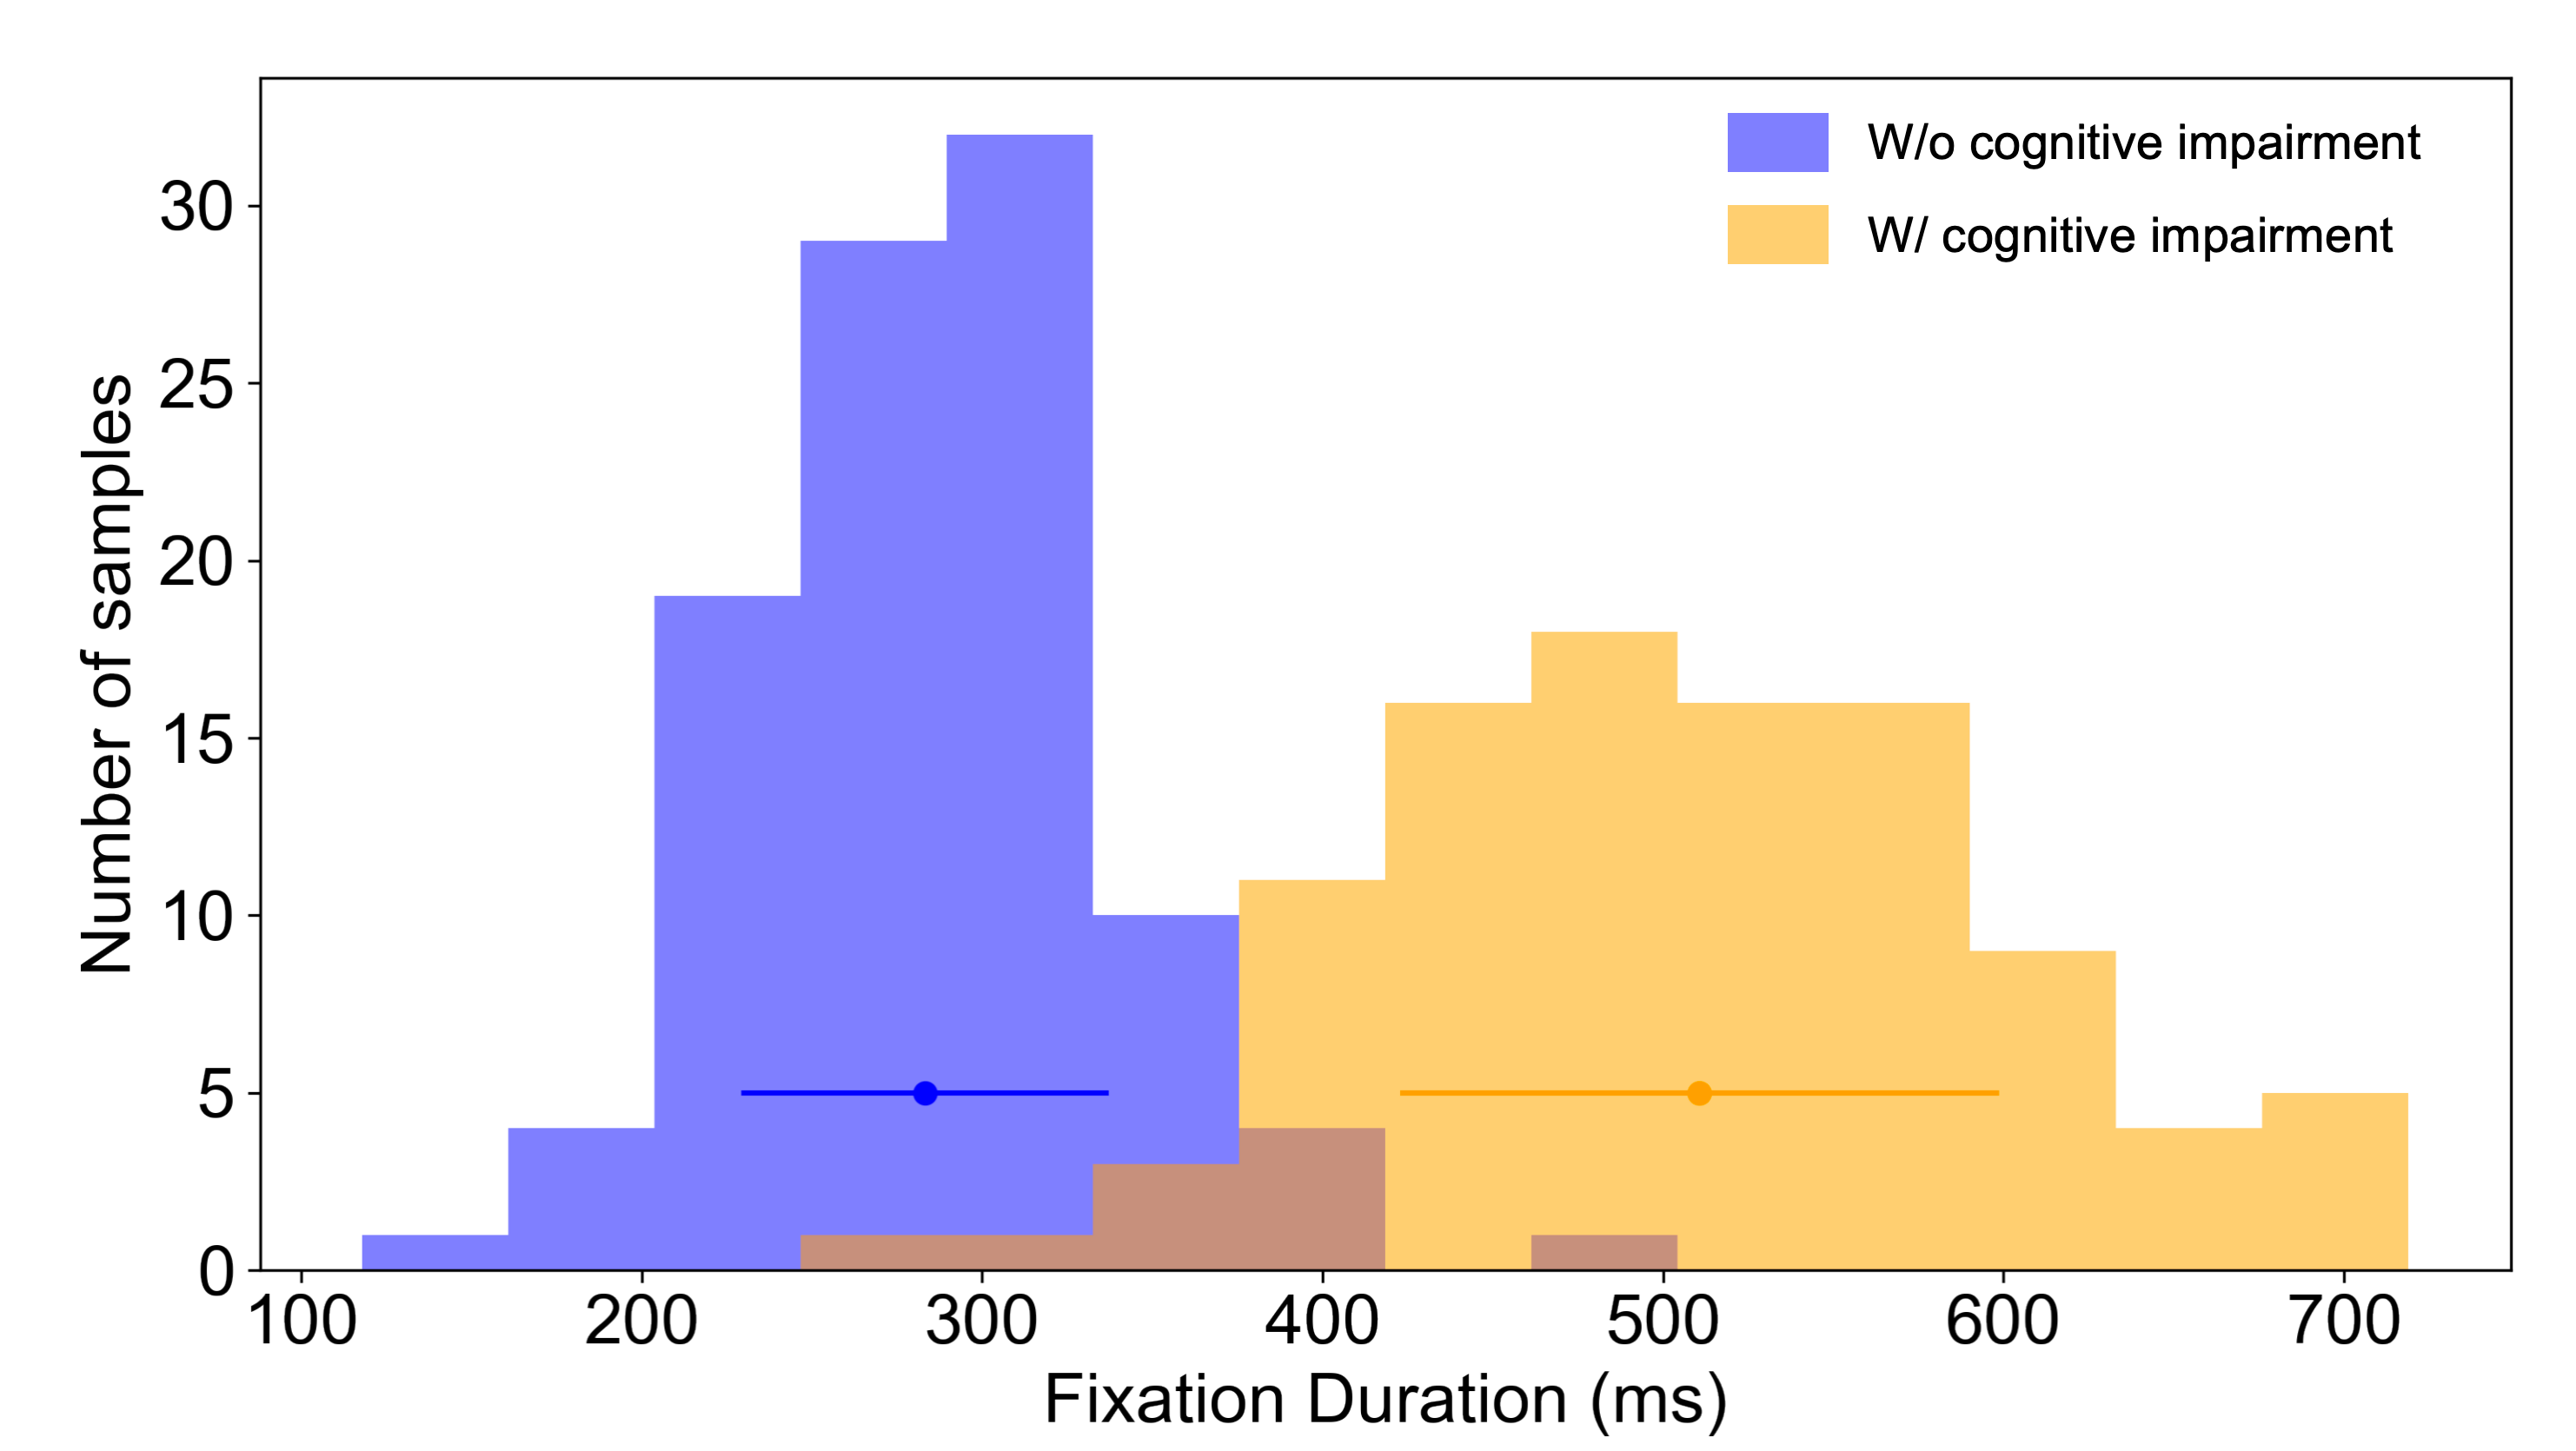 W/o cognitive impairment
W/ cognitive impairment
Number of samples
30
25
20
15
10
5
0
100 200 300 400 500 600 700
Fixation Duration (ms)